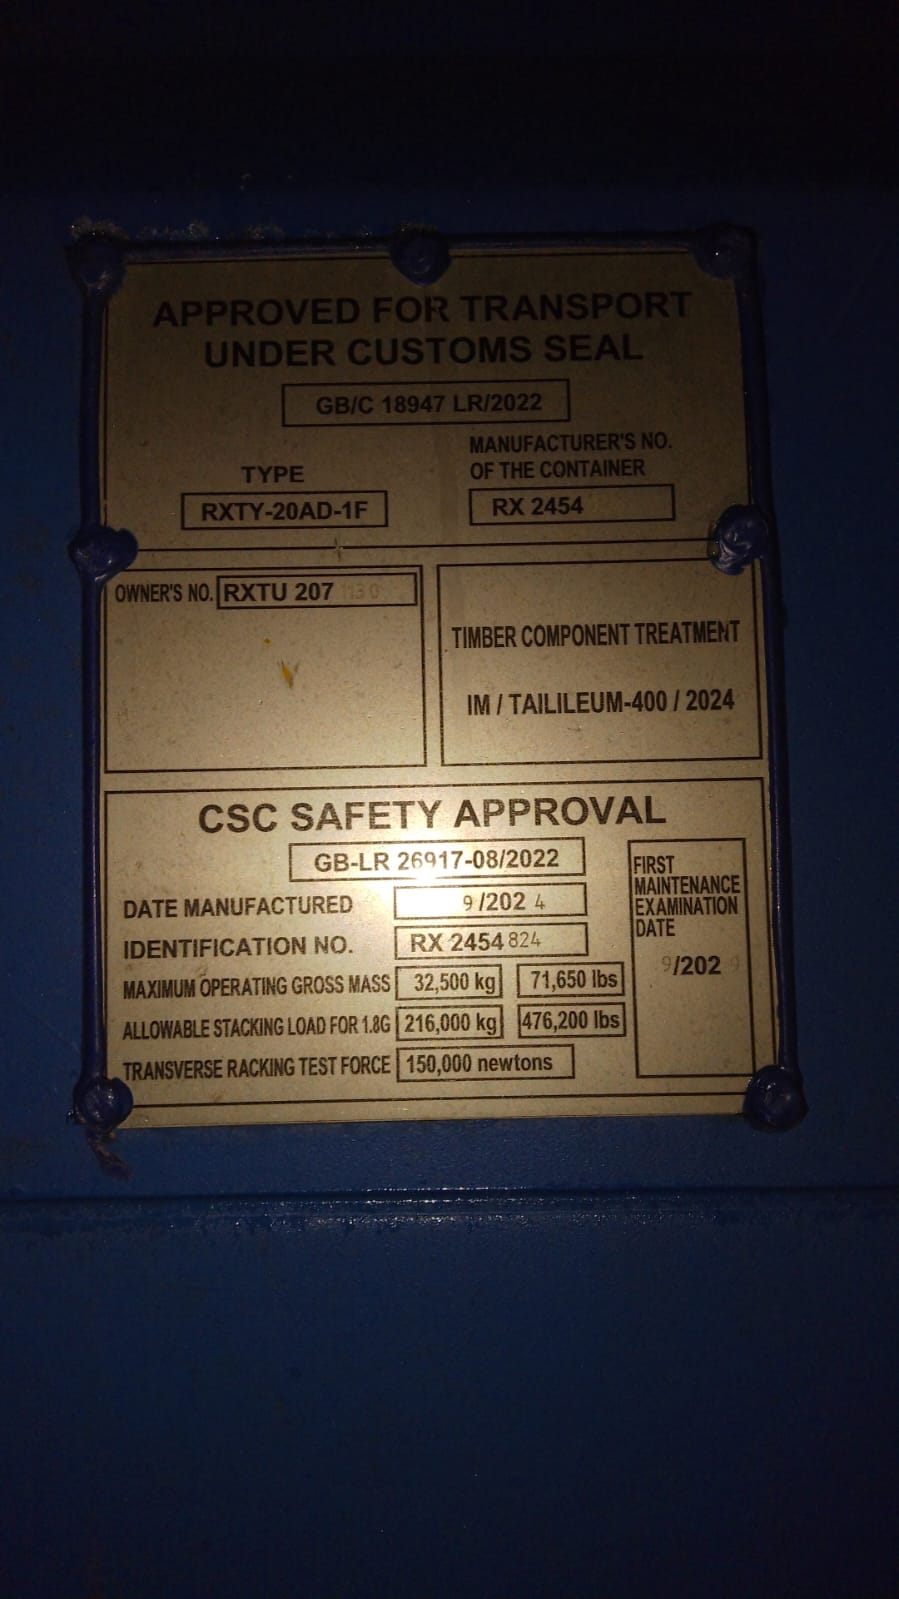 APPROVED FOR TRANSPORT
UNDER CUSTOMS SEAL
GB/C 18947 LR/2022
TYPE
RXTY-20AD-1F
MANUFACTURER'S NO.
OF THE CONTAINER
RX 2454
OWNER'S NO. RXTU 207
TIMBER COMPONENT TREATMENT
IM / TAILILEUM-400 / 2024
CSC SAFETY APPROVAL
GB-LR 26917-08/2022
DATE MANUFACTURED 9/2024
IDENTIFICATION NO. RX 2454824
MAXIMUM OPERATING GROSS MASS 32,500 kg 71,650 lbs
ALLOWABLE STACKING LOAD FOR 1.8G 216,000 kg 476,200 lbs
TRANSVERSE RACKING TEST FORCE 150,000 newtons
FIRST
MAINTENANCE
EXAMINATION
DATE
9/202